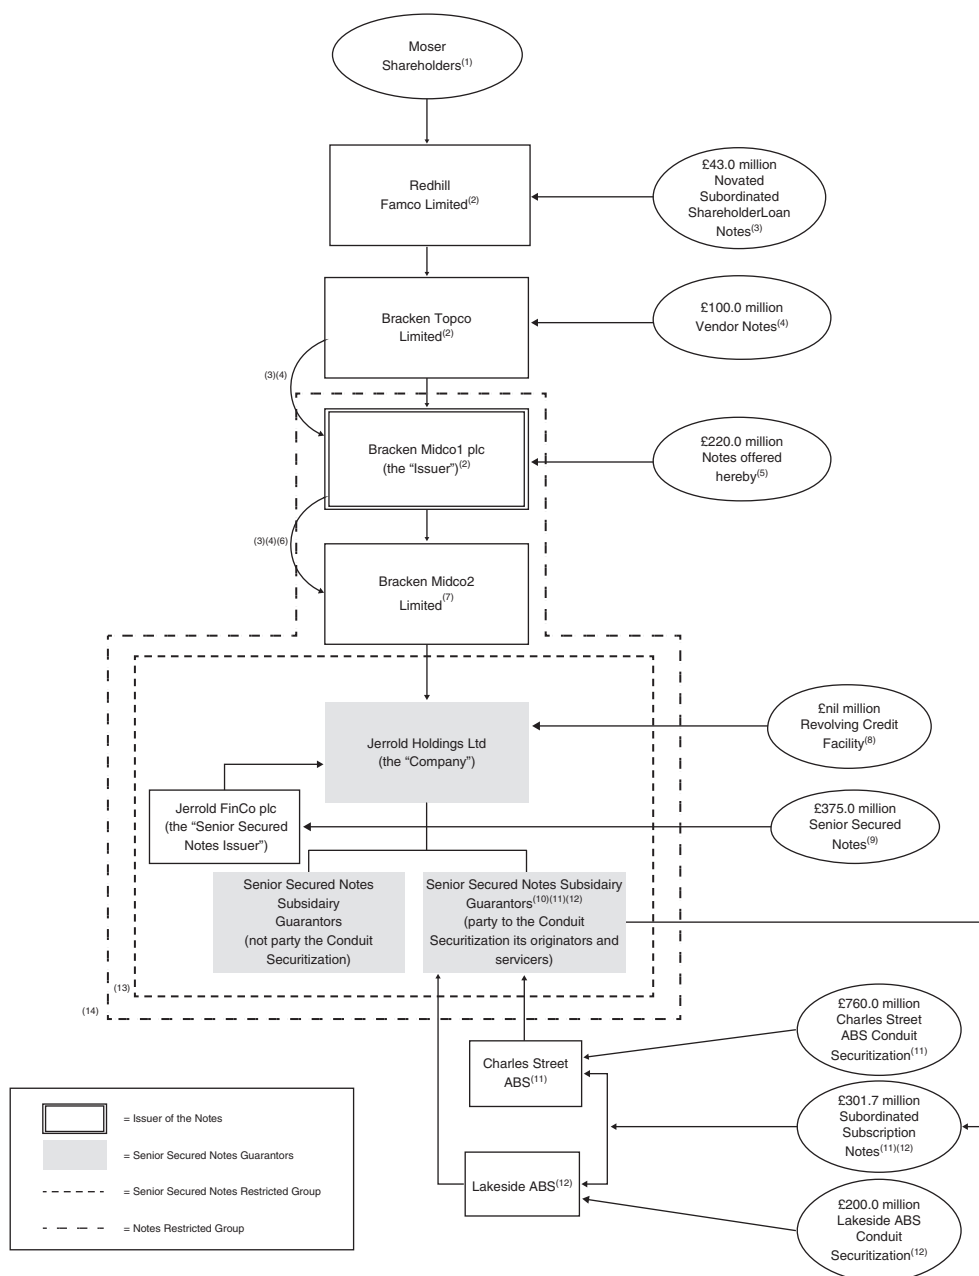 Moser
Shareholders(1)
Redhill
Famco Limited(2)
£43.0 million
Novated
Subordinated
ShareholderLoan
Notes(3)
Bracken Topco
Limited(2)
£100.0 million
Vendor Notes(4)
(3)(4)
Bracken Midco1 plc
(the “Issuer”)(2)
£220.0 million
Notes offered
hereby(5)
(3)(4)(6)
Bracken Midco2
Limited(7)
Jerrold Holdings Ltd
(the “Company”)
£nil million
Revolving Credit
Facility(8)
Jerrold FinCo plc
(the “Senior Secured
Notes Issuer”)
£375.0 million
Senior Secured
Notes(9)
Senior Secured Notes
Subsidairy
Guarantors
(not party the Conduit
Securitization)
Senior Secured Notes Subsidairy
Guarantors(10)(11)(12)
(party to the Conduit
Securitization its originators and
servicers)
(13)
(14)
£760.0 million
Charles Street
ABS Conduit
Securitization(11)
Charles Street
ABS(11)
£301.7 million
Subordinated
Subscription
Notes(11)(12)
Lakeside ABS(12)
£200.0 million
Lakeside ABS
Conduit
Securitization(12)
= Issuer of the Notes
= Senior Secured Notes Guarantors
= Senior Secured Notes Restricted Group
= Notes Restricted Group